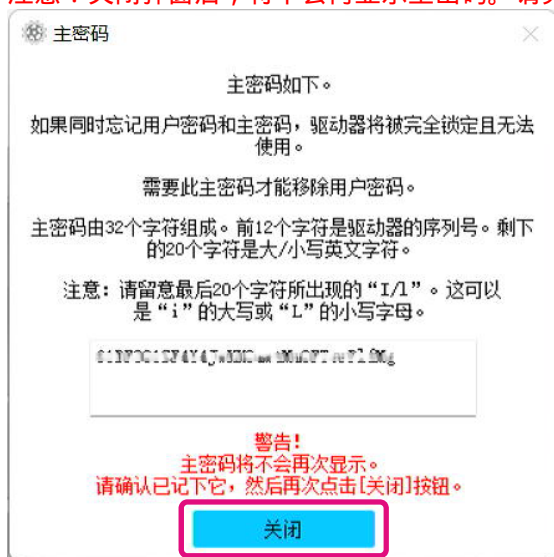 主密码
主密码如下。
如果同时忘记用户密码和主密码，驱动器将被完全锁定且无法
使用。
需要此主密码才能移除用户密码。
主密码由32个字符组成。前12个字符是驱动器的序列号。剩下
的20个字符是大/小写英文字符。
注意：请留意最后20个字符所出现的“I/l”。这可以
是“i”的大写或“L”的小写字母。
警告!
主密码将不会再次显示。
请确认已记下它，然后再次点击[关闭]按钮。
关闭